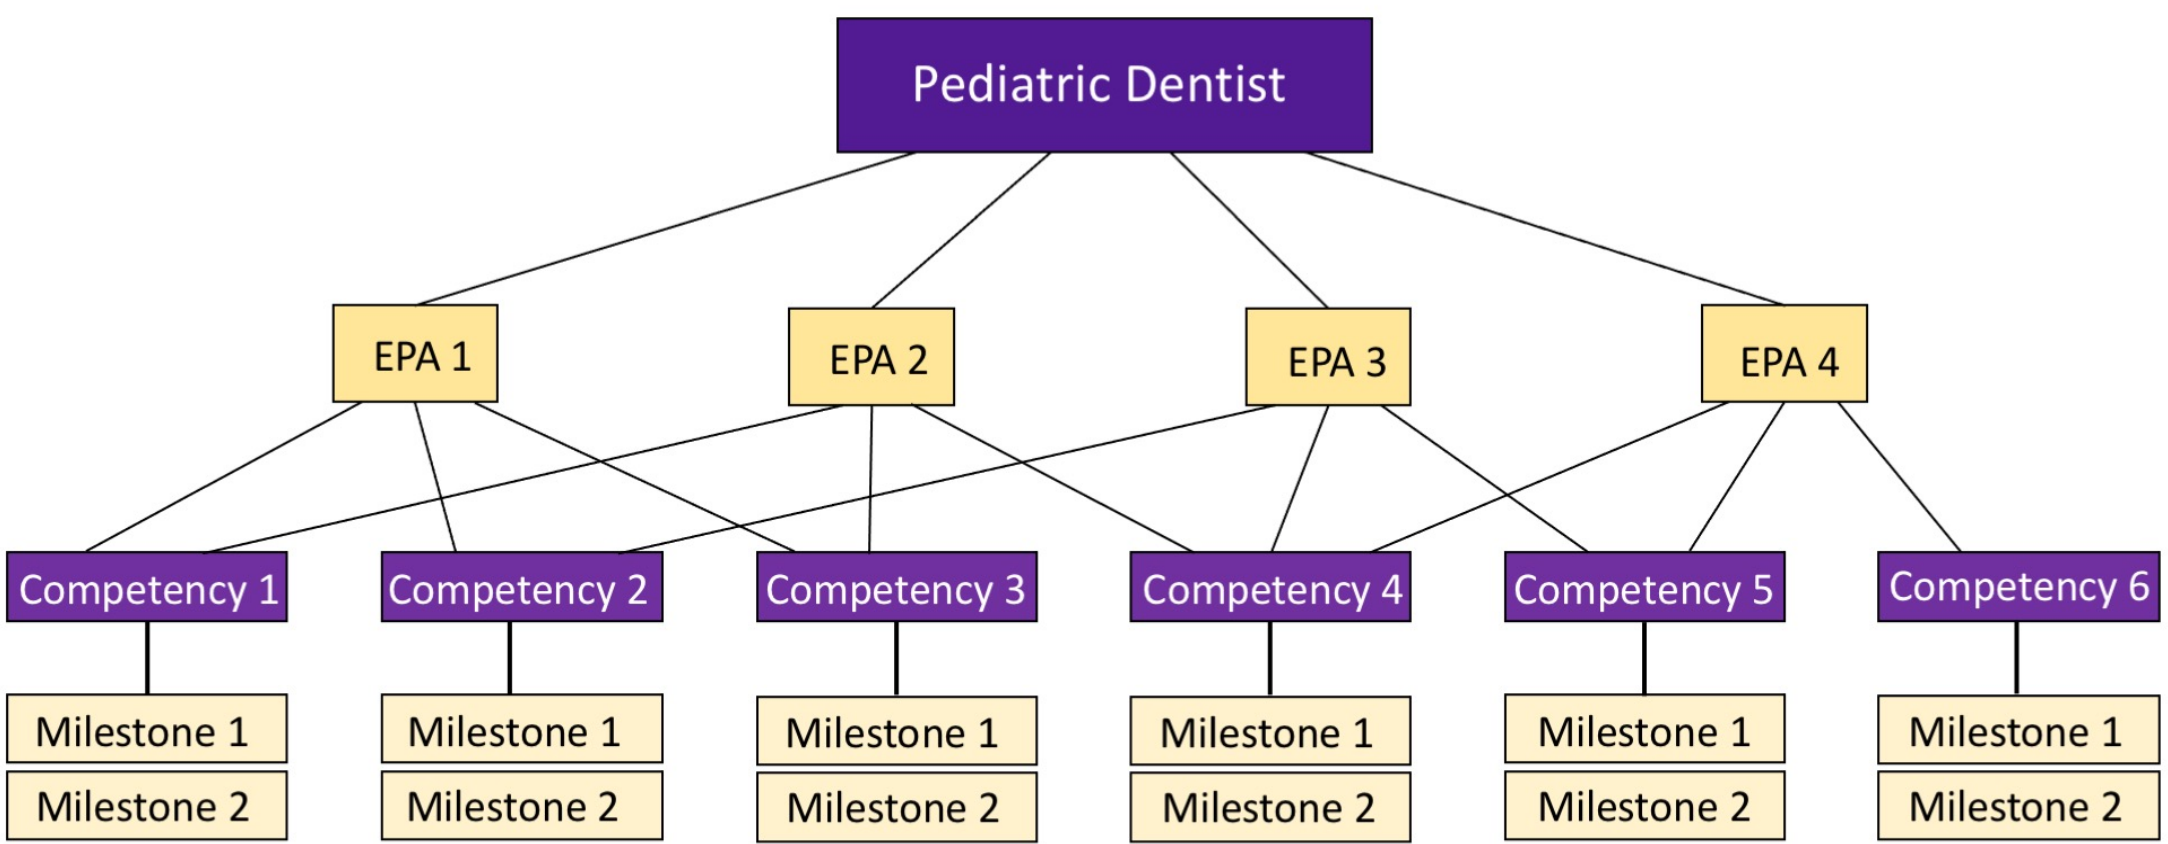 Pediatric Dentist
EPA 1
EPA 2
EPA 3
EPA 4
Competency 1
Competency 2
Competency 3
Competency 4
Competency 5
Competency 6
Milestone 1
Milestone 1
Milestone 1
Milestone 1
Milestone 1
Milestone 1
Milestone 2
Milestone 2
Milestone 2
Milestone 2
Milestone 2
Milestone 2